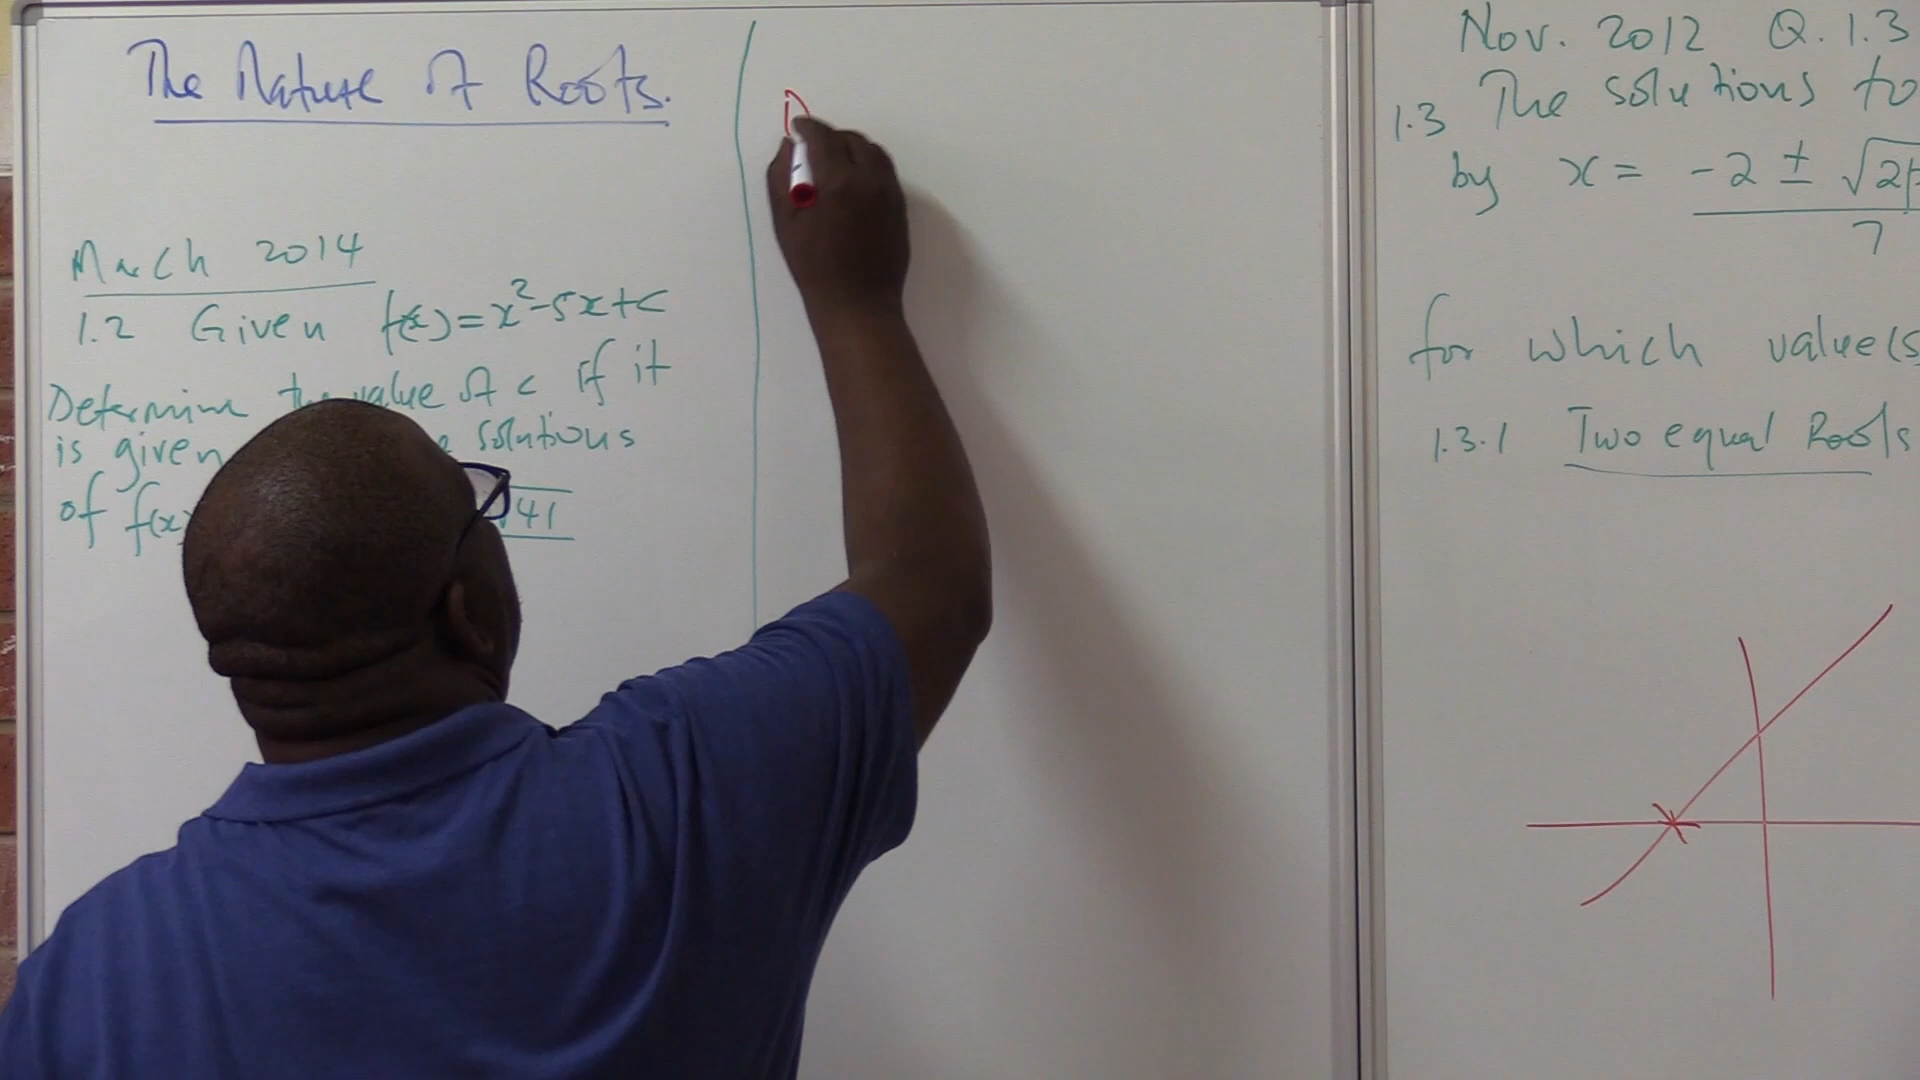 The Nature of Roots.
March 2014
1.2 Given f(x)=x²-5x+c
Determine the value of c if it
is given solutions
of f(x) √41
Nov. 2012 Q.1.3
1.3 The solutions to
by x = -2 ± √2p
7
for which value(s
1.3.1 Two equal Roots